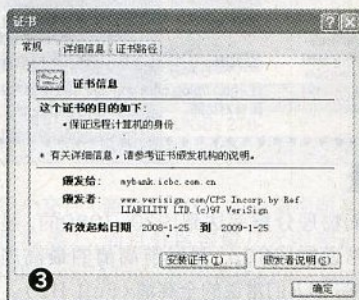 证书
常规 详细信息 证书路径
证书信息
这个证书的目的如下：
•保证远程计算机的身份
* 有关详细信息，请参考证书颁发机构的说明。
颁发给： mybank.icbc.com.cn
颁发者： www.verisign.com/CPS Incorp.by Ref.
LIABILITY LTD.(c)97 VeriSign
有效起始日期 2008-1-25 到 2009-1-25
安装证书(I) 颁发者说明(S)
❸
确定